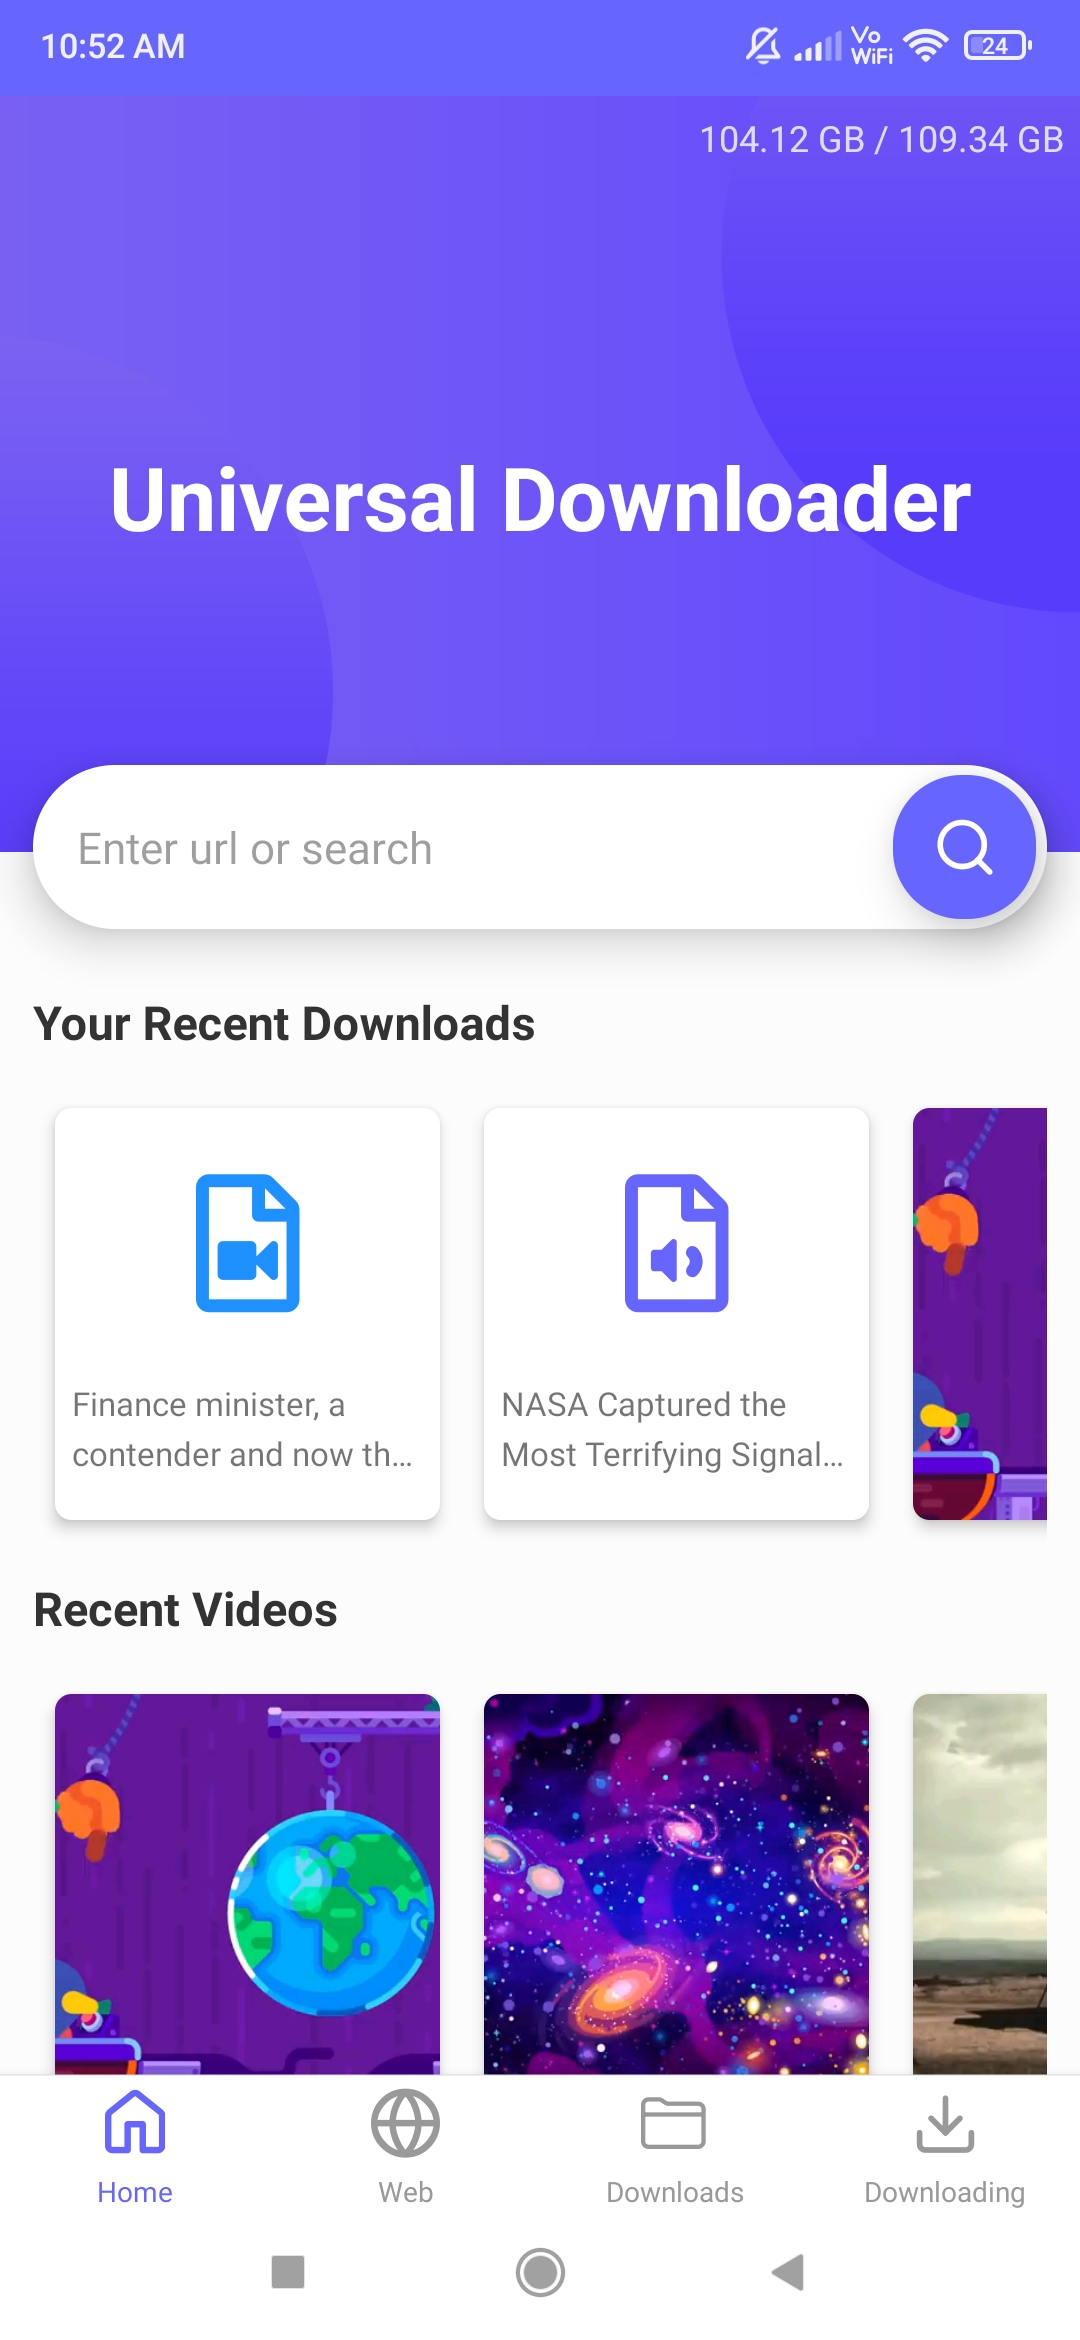 10:52 AM
Vo
WiFi
24
104.12 GB / 109.34 GB
Universal Downloader
Enter url or search
Your Recent Downloads
Finance minister, a
contender and now th...
NASA Captured the
Most Terrifying Signal...
Recent Videos
Home
Web
Downloads
Downloading